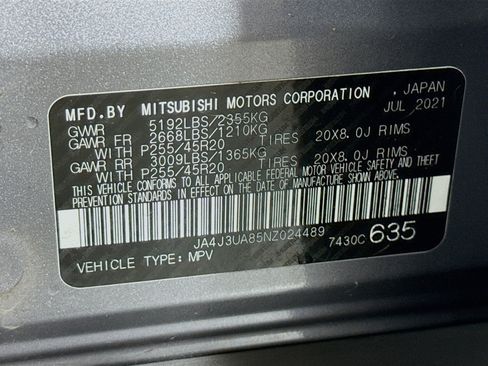 MFD.BY MITSUBISHI MOTORS CORPORATION , JAPAN
GVWR 5192LBS/2355KG JUL 2021
GAWR FR 2668LBS/1210KG
WITH P255/45R20 TIRES 20X8.0J RIMS
GAWR RR 3009LBS/1365KG
WITH P255/45R20 TIRES 20X8.0J RIMS
THIS VEHICLE CONFORMS TO ALL APPLICABLE FEDERAL MOTOR VEHICLE SAFETY AND THEFT
PREVENTION STANDARDS IN EFFECT ON THE DATE OF MANUFACTURE SHOWN ABOVE.
JA4J3UA85NZ024489 7430C 635
VEHICLE TYPE: MPV